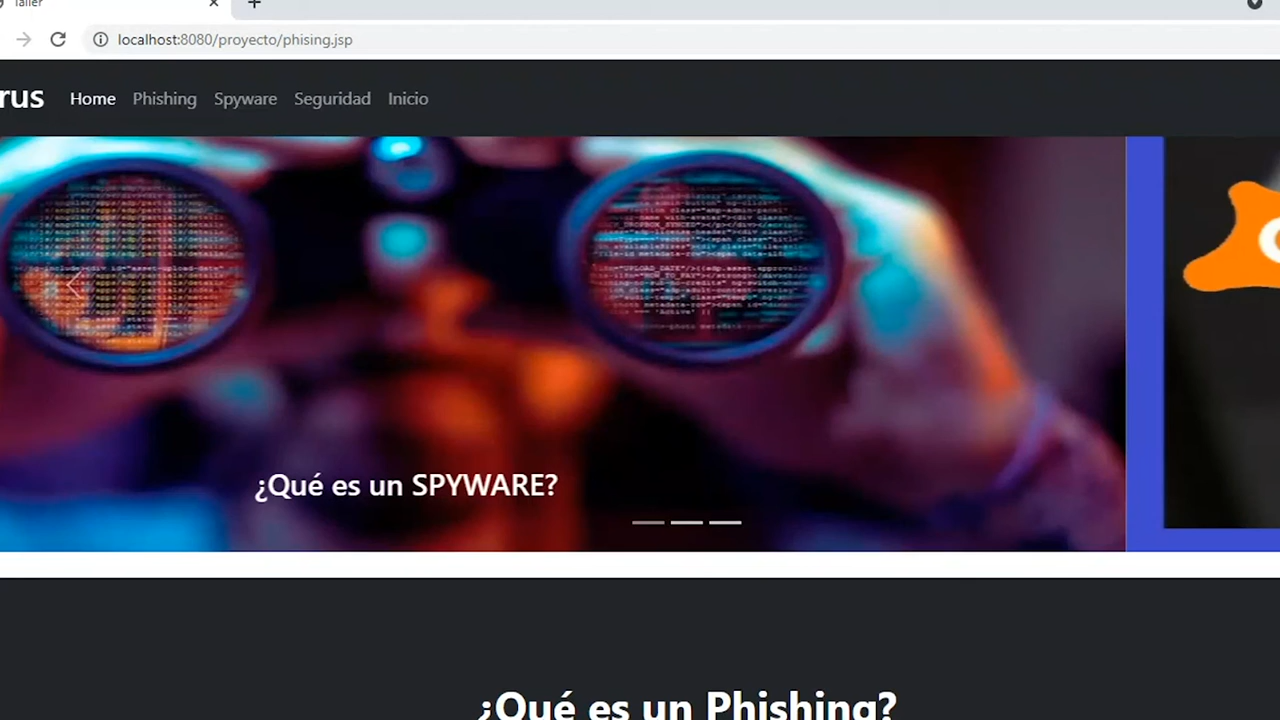 Taller
localhost:8080/proyecto/phising.jsp
rus
Home Phishing Spyware Seguridad Inicio
¿Qué es un SPYWARE?
¿Qué es un Phishing?